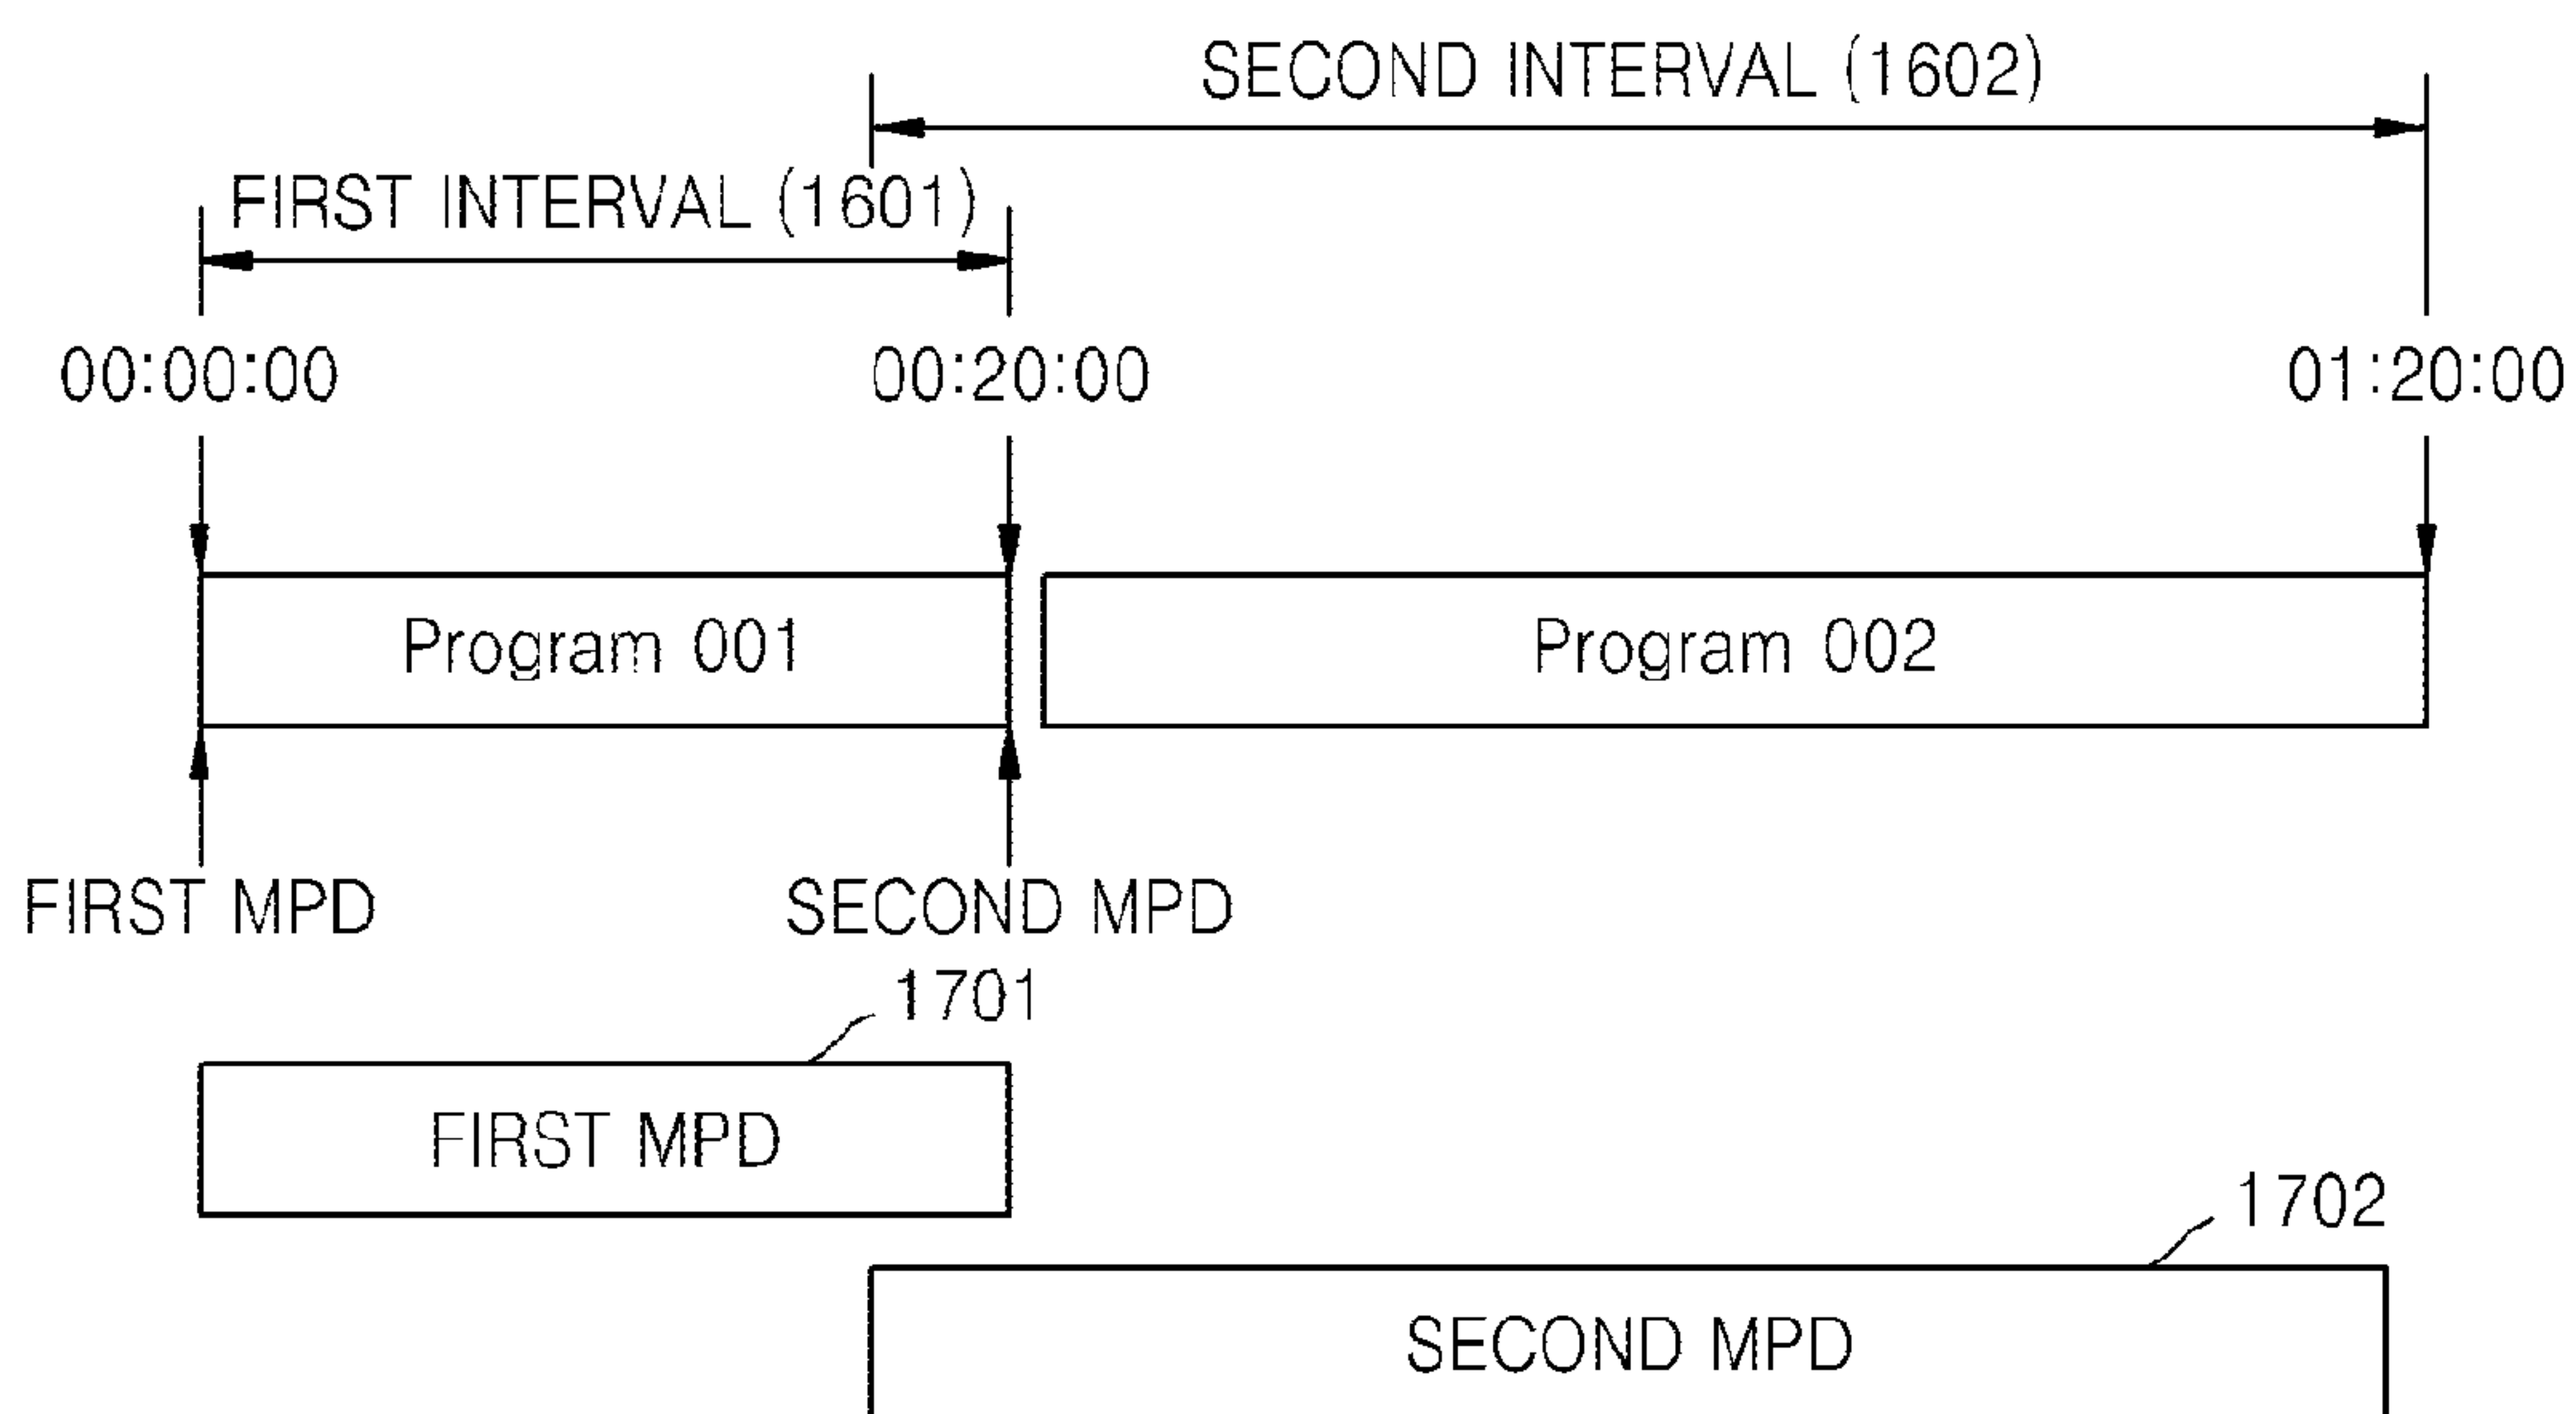 SECOND INTERVAL (1602)
FIRST INTERVAL (1601)
00:00:00 00:20:00 01:20:00
Program 001 Program 002
FIRST MPD SECOND MPD
1701
FIRST MPD
1702
SECOND MPD